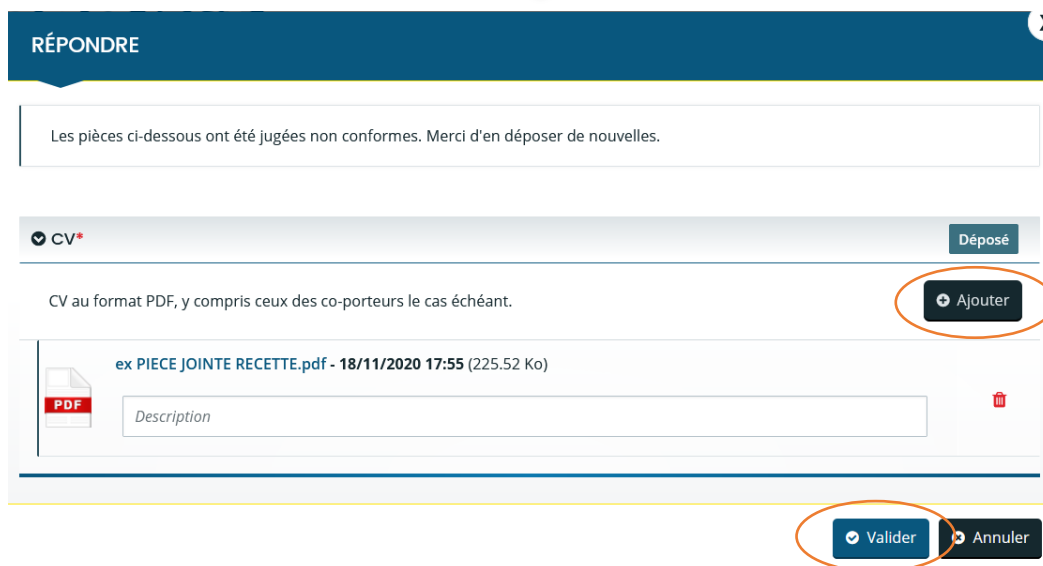 RÉPONDRE
Les pièces ci-dessous ont été jugées non conformes. Merci d'en déposer de nouvelles.
CV*
Déposé
CV au format PDF, y compris ceux des co-porteurs le cas échéant.
Ajouter
ex PIECE JOINTE RECETTE.pdf - 18/11/2020 17:55 (225.52 Ko)
PDF
Description
Valider
Annuler